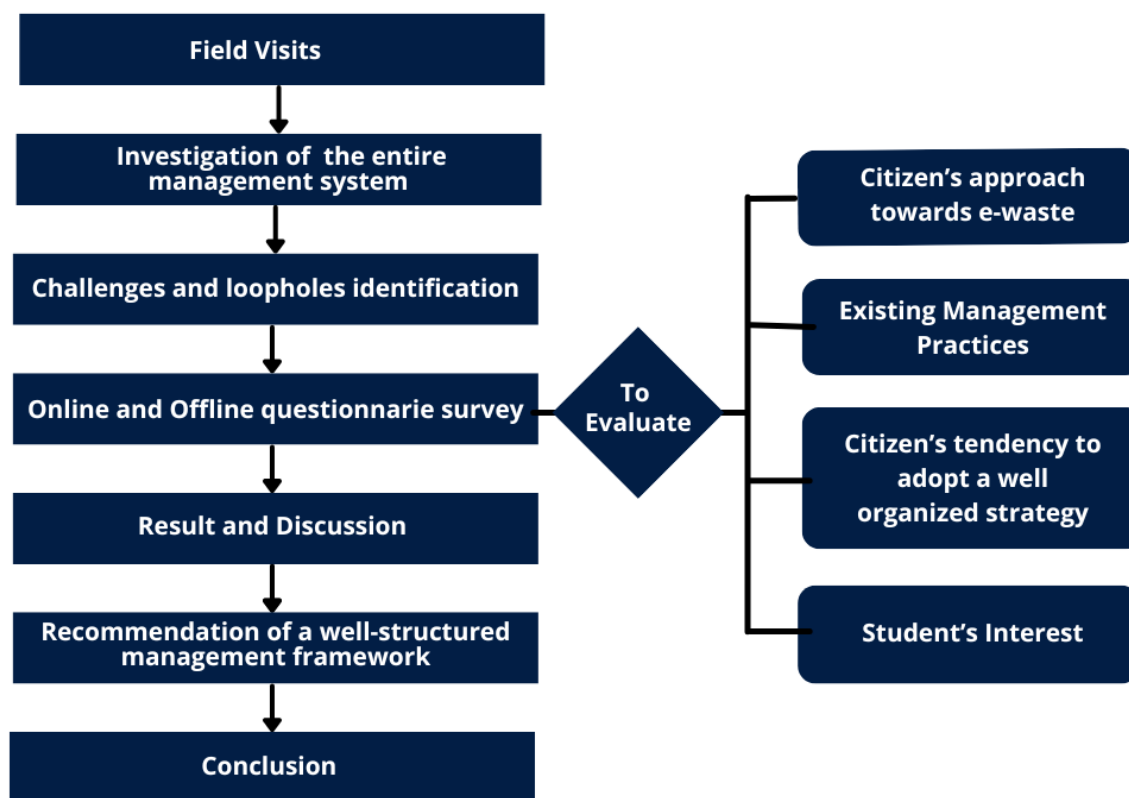 Field Visits
Investigation of the entire
management system
Challenges and loopholes identification
Online and Offline questionnarie survey
Result and Discussion
Recommendation of a well-structured
management framework
Conclusion
To
Evaluate
Citizen's approach
towards e-waste
Existing Management
Practices
Citizen's tendency to
adopt a well
organized strategy
Student's Interest